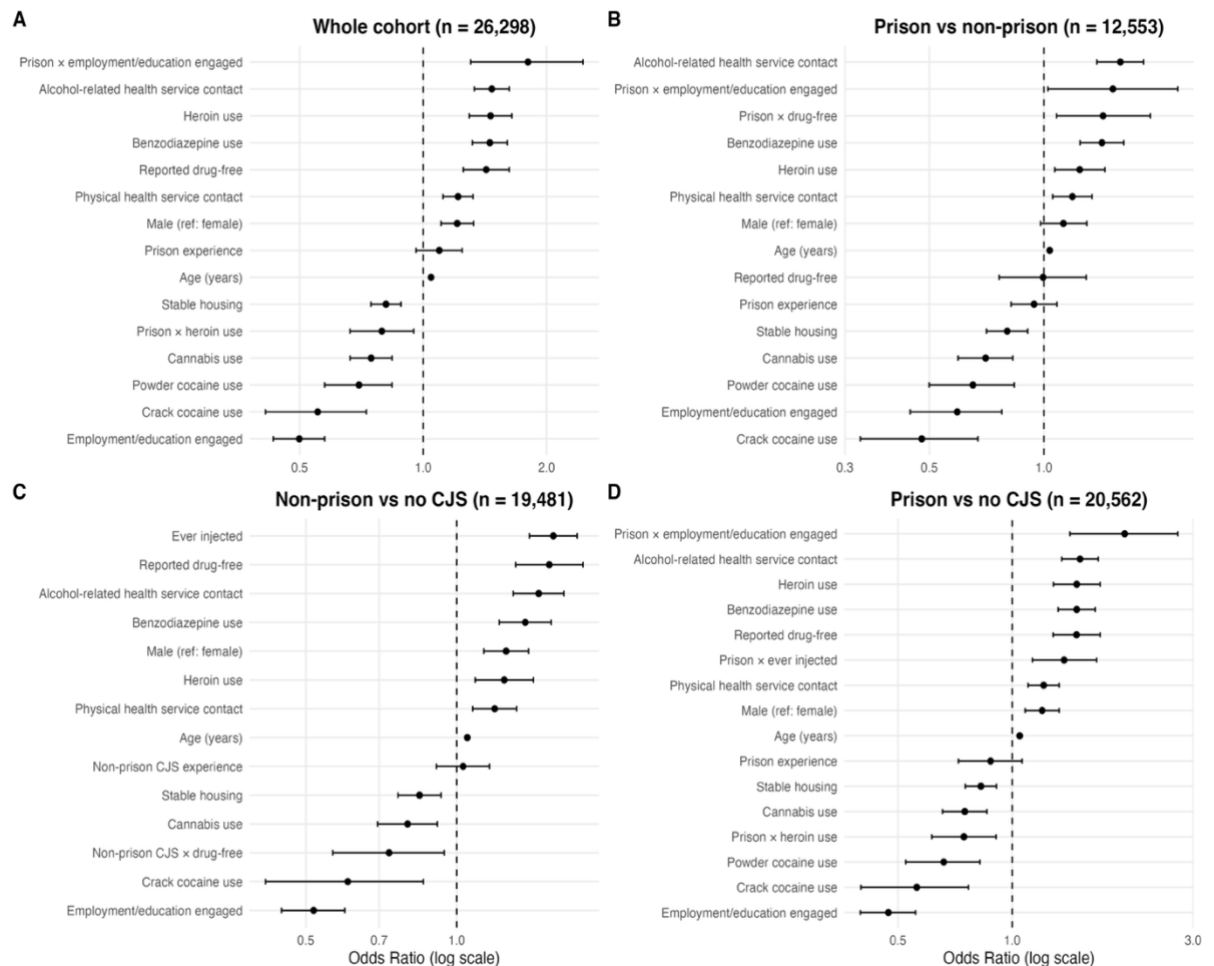 A
Whole cohort (n = 26,298)
Prison × employment/education engaged
Alcohol-related health service contact
Heroin use
Benzodiazepine use
Reported drug-free
Physical health service contact
Male (ref: female)
Prison experience
Age (years)
Stable housing
Prison × heroin use
Cannabis use
Powder cocaine use
Crack cocaine use
Employment/education engaged
0.5 1.0 2.0
B
Prison vs non-prison (n = 12,553)
Alcohol-related health service contact
Prison × employment/education engaged
Prison × drug-free
Benzodiazepine use
Heroin use
Physical health service contact
Male (ref: female)
Age (years)
Reported drug-free
Prison experience
Stable housing
Cannabis use
Powder cocaine use
Employment/education engaged
Crack cocaine use
0.3 0.5 1.0
C
Non-prison vs no CJS (n = 19,481)
Ever injected
Reported drug-free
Alcohol-related health service contact
Benzodiazepine use
Male (ref: female)
Heroin use
Physical health service contact
Age (years)
Non-prison CJS experience
Stable housing
Cannabis use
Non-prison CJS × drug-free
Crack cocaine use
Employment/education engaged
0.5 0.7 1.0
Odds Ratio (log scale)
D
Prison vs no CJS (n = 20,562)
Prison × employment/education engaged
Alcohol-related health service contact
Heroin use
Benzodiazepine use
Reported drug-free
Prison × ever injected
Physical health service contact
Male (ref: female)
Age (years)
Prison experience
Stable housing
Cannabis use
Prison × heroin use
Powder cocaine use
Crack cocaine use
Employment/education engaged
0.5 1.0 3.0
Odds Ratio (log scale)